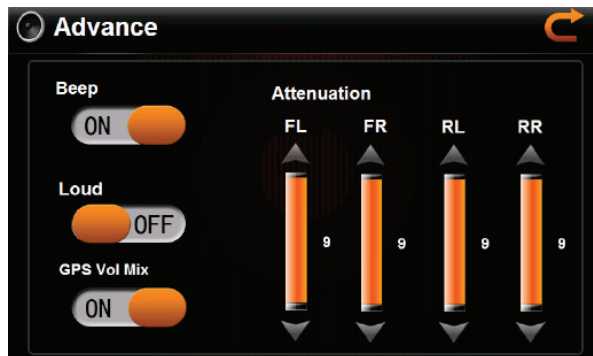 Advance
Beep
ON
Loud
OFF
GPS Vol Mix
ON
Attenuation
FL FR RL RR
9 9 9 9